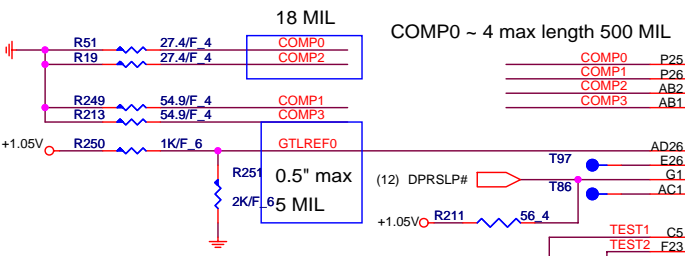 18 MIL
COMP0 ~ 4 max length 500 MIL
R51 27.4/F_4 COMP0
R19 27.4/F_4 COMP2
COMP0 P25
COMP1 P26
COMP2 AB2
COMP3 AB1
R249 54.9/F_4 COMP1
R213 54.9/F_4 COMP3
+1.05V R250 1K/F_6 GTLREF0 AD26
T97 E26
R251 0.5" max (12) DPRSLP# G1
T86 AC1
2K/F_6 5 MIL
+1.05V R211 56_4
TEST1 C5
TEST2 F23